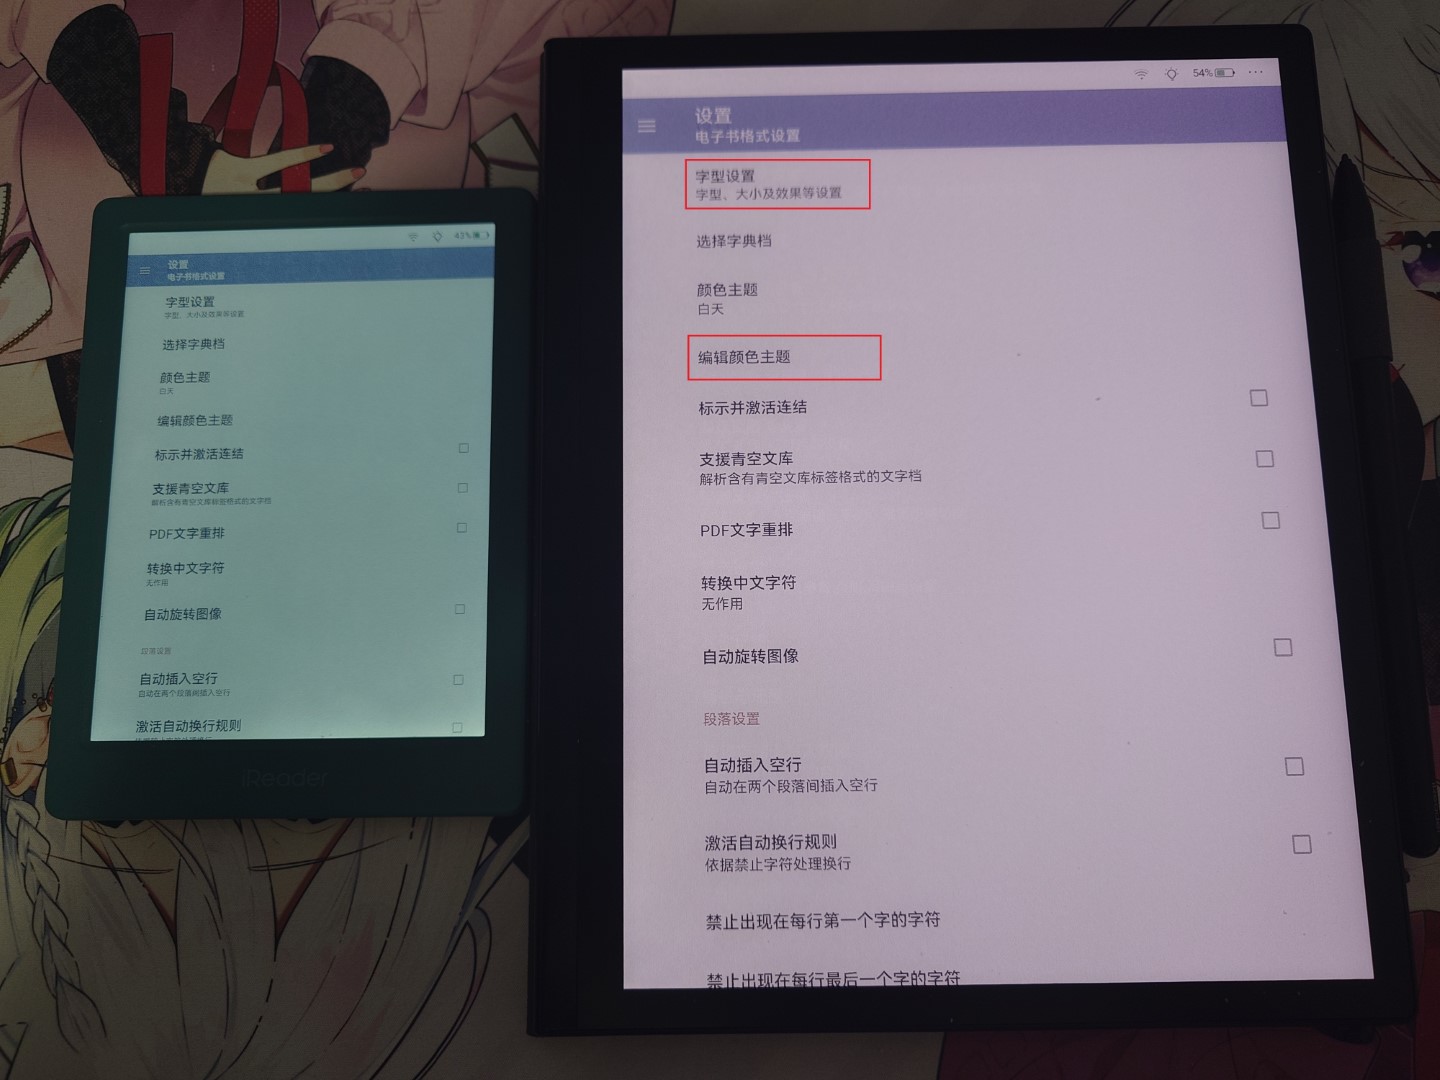 43%
设置
电子书格式设置
字型设置
字型、大小及效果等设置
选择字典档
颜色主题
白天
编辑颜色主题
标示并激活连结
支援青空文库
解析含有青空文库标签格式的文字档
PDF文字重排
转换中文字符
无作用
自动旋转图像
段落设置
自动插入空行
自动在两个段落间插入空行
激活自动换行规则
iReader
54%
设置
电子书格式设置
字型设置
字型、大小及效果等设置
选择字典档
颜色主题
白天
编辑颜色主题
标示并激活连结
支援青空文库
解析含有青空文库标签格式的文字档
PDF文字重排
转换中文字符
无作用
自动旋转图像
段落设置
自动插入空行
自动在两个段落间插入空行
激活自动换行规则
依据禁止字符处理换行
禁止出现在每行第一个字的字符
禁止出现在每行最后一个字的字符